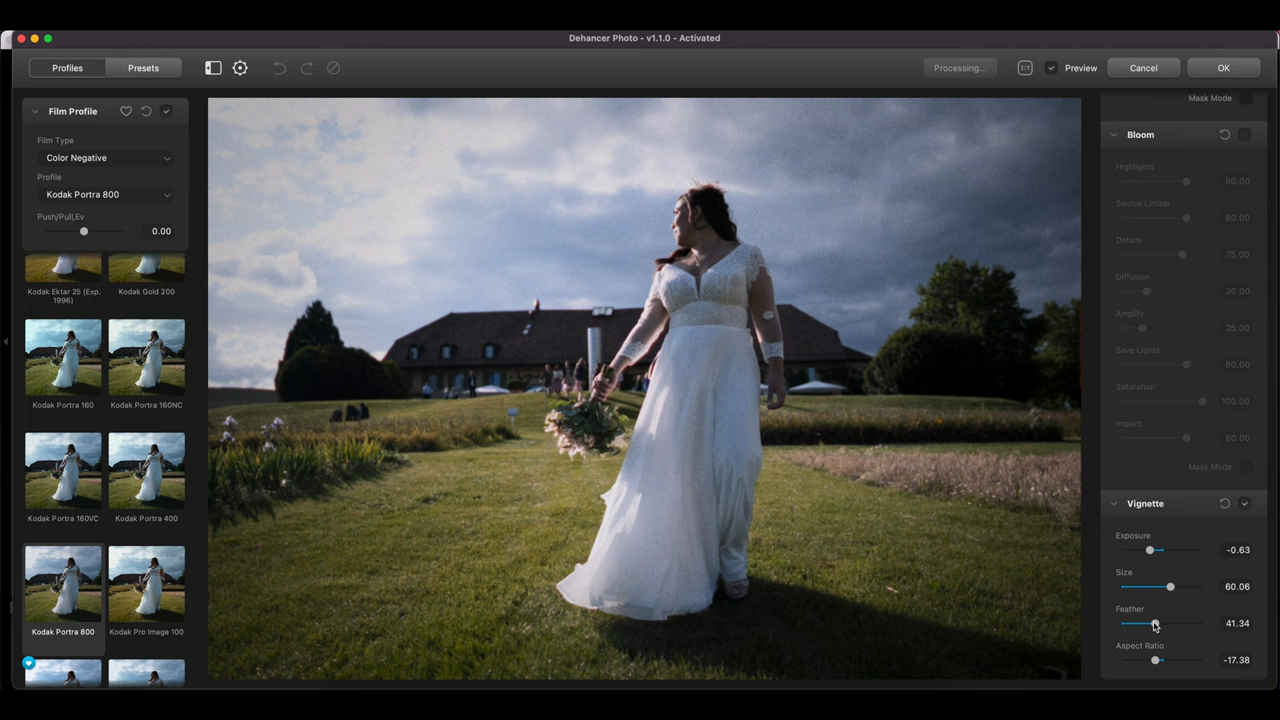 Dehancer Photo - v1.1.0 - Activated
Profiles
Presets
Processing...
1:1
Preview
Cancel
OK
Film Profile
Film Type
Color Negative
Profile
Kodak Portra 800
Push/Pull,Ev
0.00
Kodak Ektar 25 (Exp. 1996)
Kodak Gold 200
Kodak Portra 160
Kodak Portra 160NC
Kodak Portra 160VC
Kodak Portra 400
Kodak Portra 800
Kodak Pro Image 100
Mask Mode
Bloom
Highlights
80.00
Source Limiter
80.00
Details
75.00
Diffusion
30.00
Amplify
25.00
Save Lights
80.00
Saturation
100.00
Impact
80.00
Mask Mode
Vignette
Exposure
-0.63
Size
60.06
Feather
41.34
Aspect Ratio
-17.38